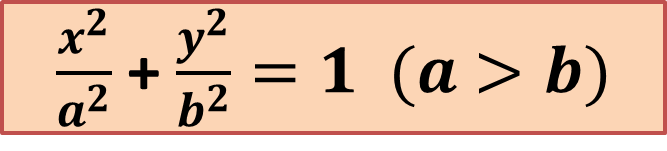 x²/a² + y²/b² = 1 (a > b)